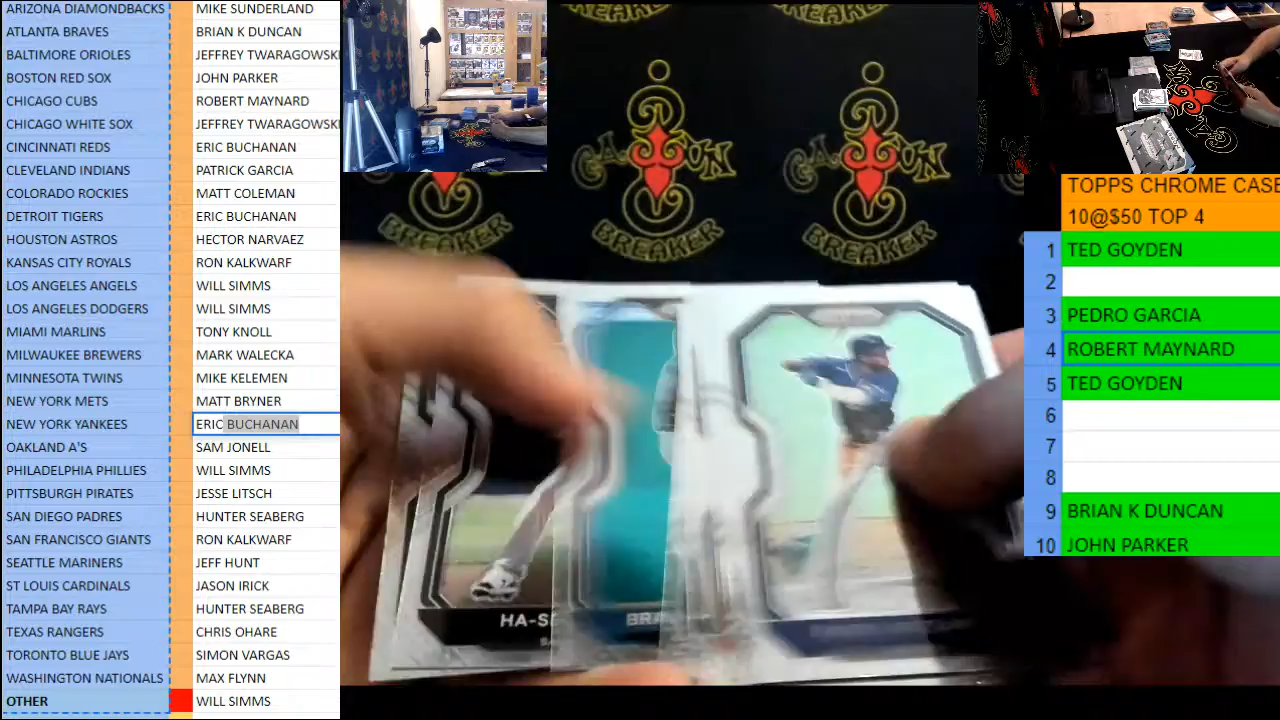 ARIZONA DIAMONDBACKS MIKE SUNDERLAND
ATLANTA BRAVES BRIAN K DUNCAN
BALTIMORE ORIOLES JEFFREY TWARAGOWSKI
BOSTON RED SOX JOHN PARKER
CHICAGO CUBS ROBERT MAYNARD
CHICAGO WHITE SOX JEFFREY TWARAGOWSKI
CINCINNATI REDS ERIC BUCHANAN
CLEVELAND INDIANS PATRICK GARCIA
COLORADO ROCKIES MATT COLEMAN
DETROIT TIGERS ERIC BUCHANAN
HOUSTON ASTROS HECTOR NARVAEZ
KANSAS CITY ROYALS RON KALKWARF
LOS ANGELES ANGELS WILL SIMMS
LOS ANGELES DODGERS WILL SIMMS
MIAMI MARLINS TONY KNOLL
MILWAUKEE BREWERS MARK WALECKA
MINNESOTA TWINS MIKE KELEMEN
NEW YORK METS MATT BRYNER
NEW YORK YANKEES ERIC BUCHANAN
OAKLAND A'S SAM JONELL
PHILADELPHIA PHILLIES WILL SIMMS
PITTSBURGH PIRATES JESSE LITSCH
SAN DIEGO PADRES HUNTER SEABERG
SAN FRANCISCO GIANTS RON KALKWARF
SEATTLE MARINERS JEFF HUNT
ST LOUIS CARDINALS JASON IRICK
TAMPA BAY RAYS HUNTER SEABERG
TEXAS RANGERS CHRIS OHARE
TORONTO BLUE JAYS SIMON VARGAS
WASHINGTON NATIONALS MAX FLYNN
OTHER WILL SIMMS
BREAKER
CAJUN
BREAKER
CAJUN
BREAKER
HA-S
BRI
TOPPS CHROME CASE
10@$50 TOP 4
1 TED GOYDEN
2
3 PEDRO GARCIA
4 ROBERT MAYNARD
5 TED GOYDEN
6
7
8
9 BRIAN K DUNCAN
10 JOHN PARKER